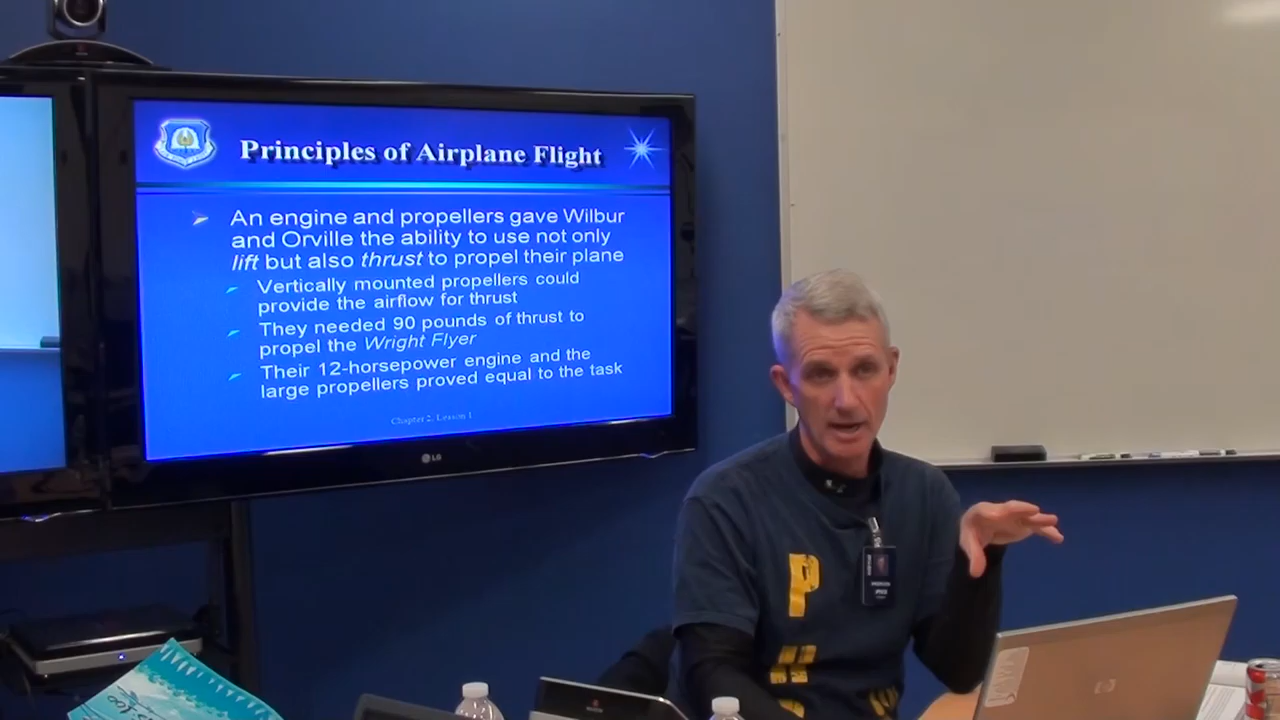 Principles of Airplane Flight
An engine and propellers gave Wilbur
and Orville the ability to use not only
lift but also thrust to propel their plane
Vertically mounted propellers could
provide the airflow for thrust
They needed 90 pounds of thrust to
propel the Wright Flyer
Their 12-horsepower engine and the
large propellers proved equal to the task
Chapter 2, Lesson 1
LG
P
hp